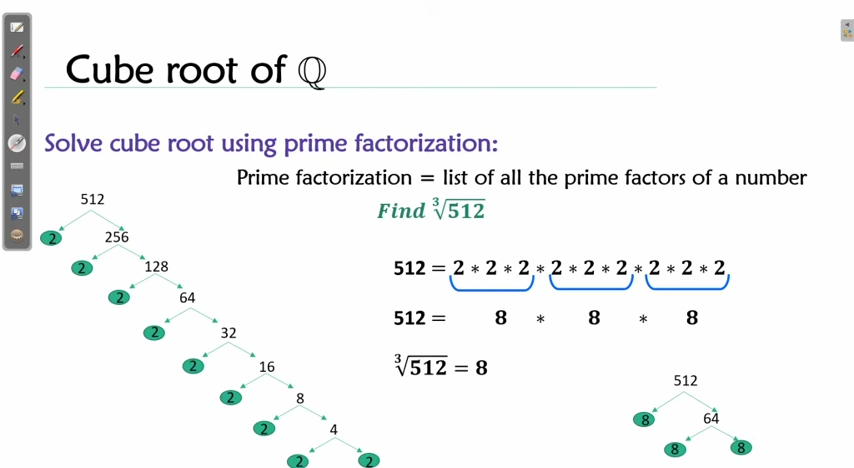 Cube root of ℚ
Solve cube root using prime factorization:
Prime factorization = list of all the prime factors of a number
Find ∛512
512
2 256
2 128
2 64
2 32
2 16
2 8
2 4
2 2
512 = 2 * 2 * 2 * 2 * 2 * 2 * 2 * 2 * 2
512 = 8 * 8 * 8
∛512 = 8
512
8 64
8 8